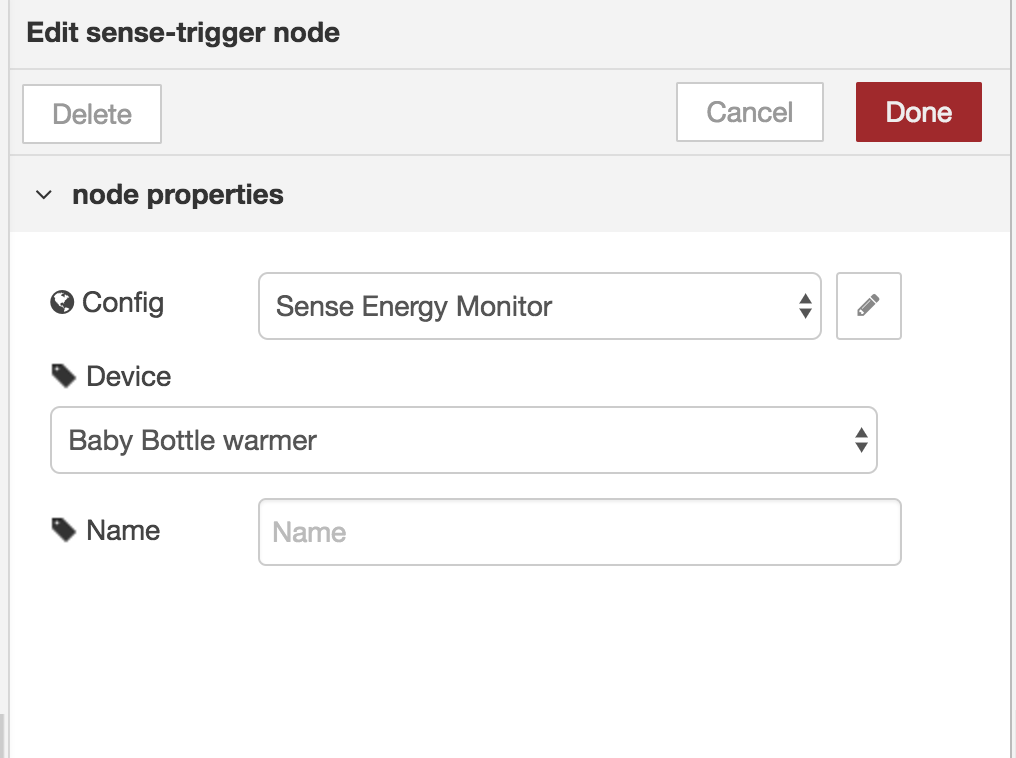 Edit sense-trigger node
Delete
Cancel
Done
node properties
Config
Sense Energy Monitor
Device
Baby Bottle warmer
Name
Name